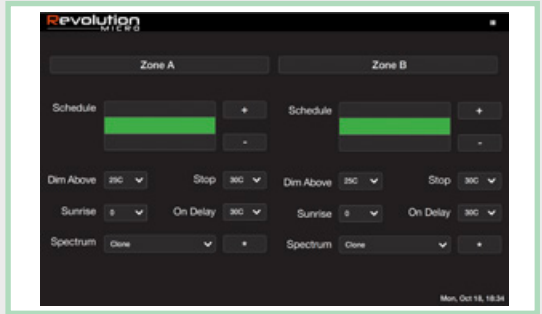 Revolution
MICRO
Zone A Zone B
Schedule + Schedule +
- -
Dim Above 25C Stop 30C Dim Above 25C Stop 30C
Sunrise 0 On Delay 30C Sunrise 0 On Delay 30C
Spectrum Clone Spectrum Clone
Mon, Oct 18, 18:34